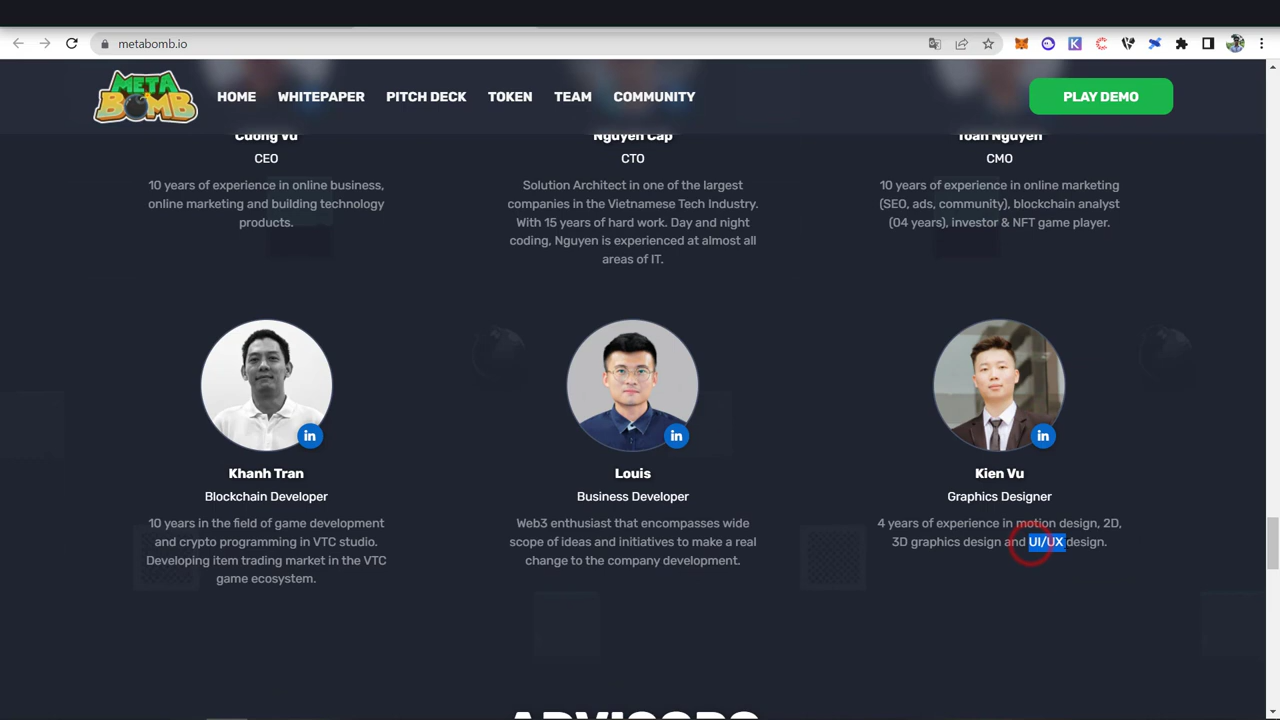 metabomb.io
META
BOMB
HOME
WHITEPAPER
PITCH DECK
TOKEN
TEAM
COMMUNITY
PLAY DEMO
Cuong Vu
CEO
10 years of experience in online business,
online marketing and building technology
products.
Nguyen Cap
CTO
Solution Architect in one of the largest
companies in the Vietnamese Tech Industry.
With 15 years of hard work. Day and night
coding, Nguyen is experienced at almost all
areas of IT.
Toan Nguyen
CMO
10 years of experience in online marketing
(SEO, ads, community), blockchain analyst
(04 years), investor & NFT game player.
in
Khanh Tran
Blockchain Developer
10 years in the field of game development
and crypto programming in VTC studio.
Developing item trading market in the VTC
game ecosystem.
in
Louis
Business Developer
Web3 enthusiast that encompasses wide
scope of ideas and initiatives to make a real
change to the company development.
in
Kien Vu
Graphics Designer
4 years of experience in motion design, 2D,
3D graphics design and UI/UX design.
ADVISORS